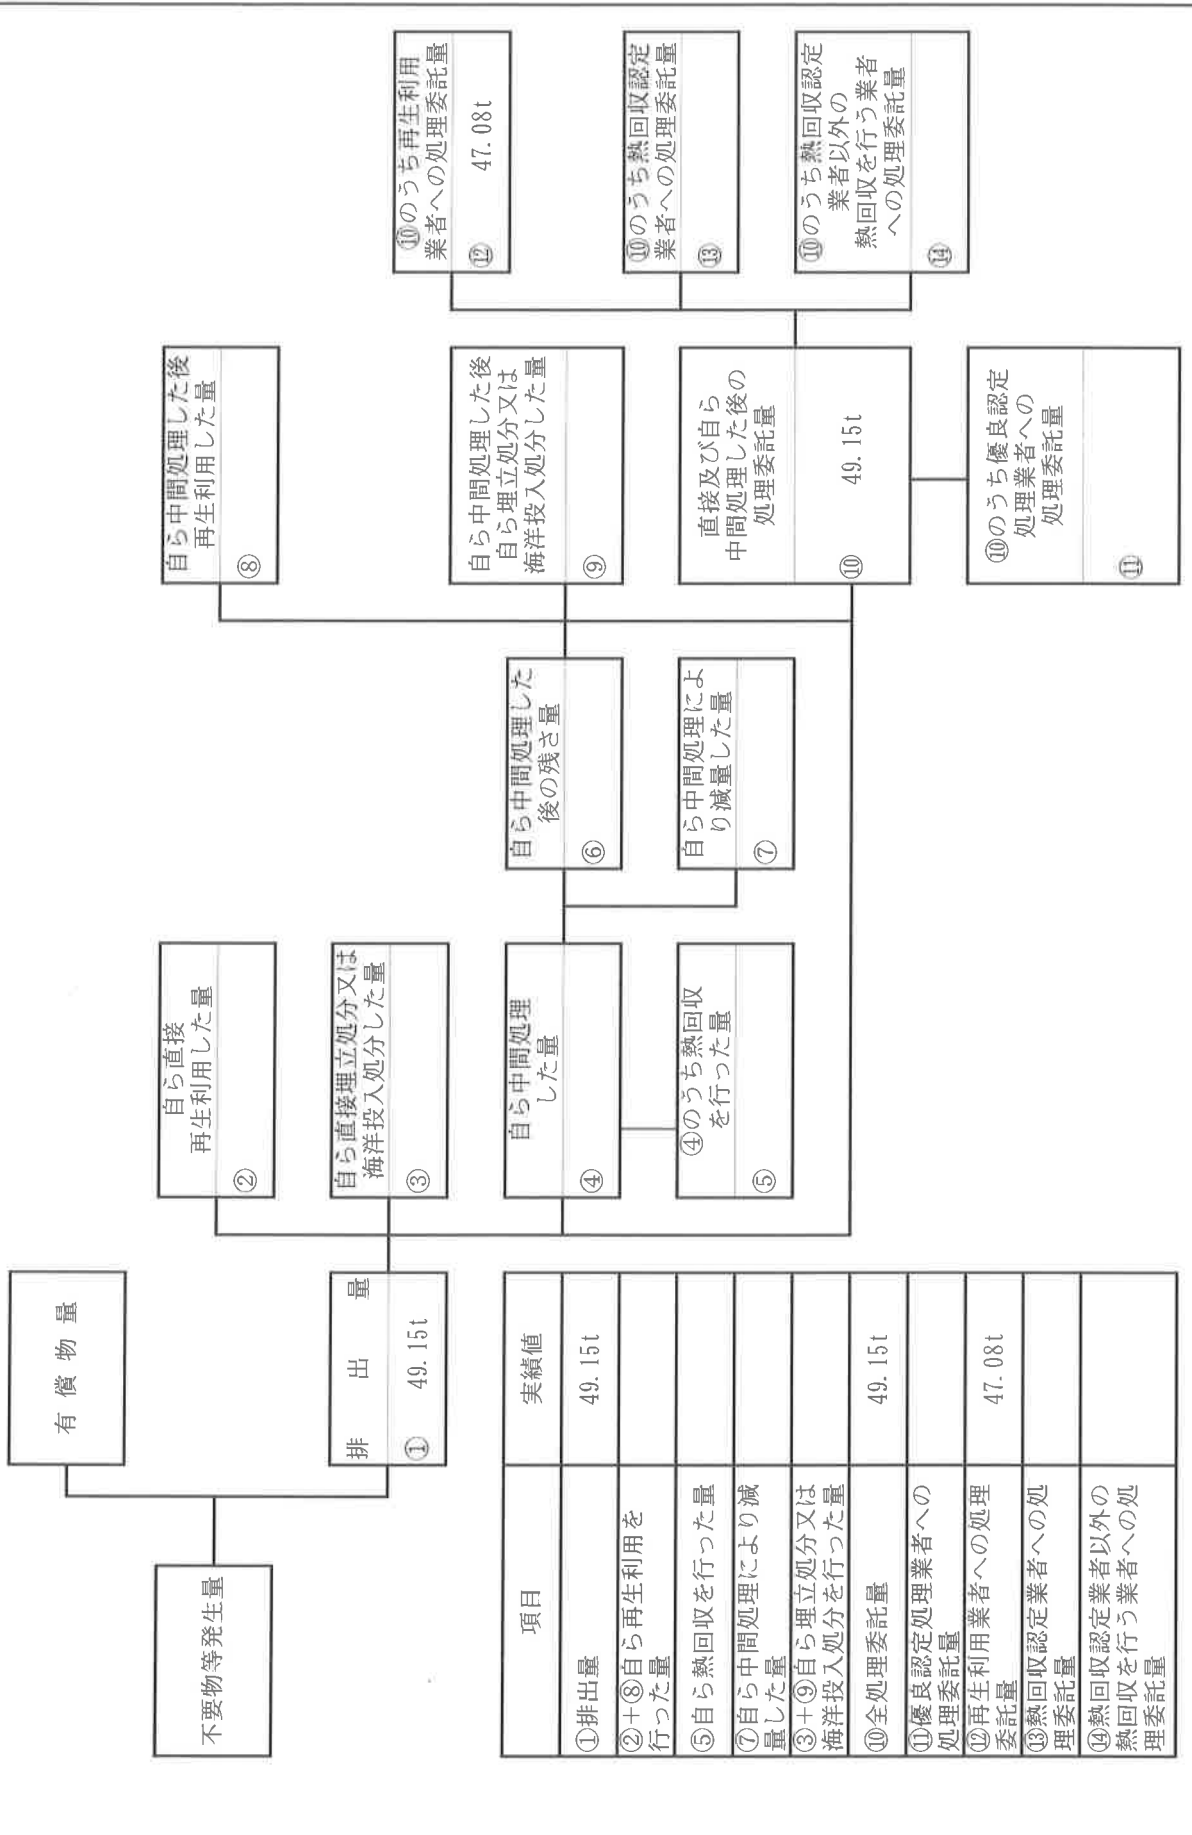 不要物等発生量
有償物量
排出量
① 49.15t
自ら直接
再生利用した量
②
自ら直接埋立処分又は
海洋投入処分した量
③
自ら中間処理
した量
④
④のうち熱回収
を行った量
⑤
自ら中間処理した
後の残さ量
⑥
自ら中間処理によ
り減量した量
⑦
自ら中間処理した後
再生利用した量
⑧
自ら中間処理した後
自ら埋立処分又は
海洋投入処分した量
⑨
直接及び自ら
中間処理した後の
処理委託量
⑩ 49.15t
⑩のうち優良認定
処理業者への
処理委託量
⑪
⑩のうち再生利用
業者への処理委託量
⑫ 47.08t
⑩のうち熱回収認定
業者への処理委託量
⑬
⑩のうち熱回収認定
業者以外の
熱回収を行う業者
への処理委託量
⑭
項目 実績値
①排出量 49.15t
②+⑧自ら再生利用を
行った量
⑤自ら熱回収を行った量
⑦自ら中間処理により減
量した量
③+⑨自ら埋立処分又は
海洋投入処分を行った量
⑩全処理委託量 49.15t
⑪優良認定処理業者への
処理委託量
⑫再生利用業者への処理
委託量 47.08t
⑬熱回収認定業者への処
理委託量
⑭熱回収認定業者以外の
熱回収を行う業者への処
理委託量